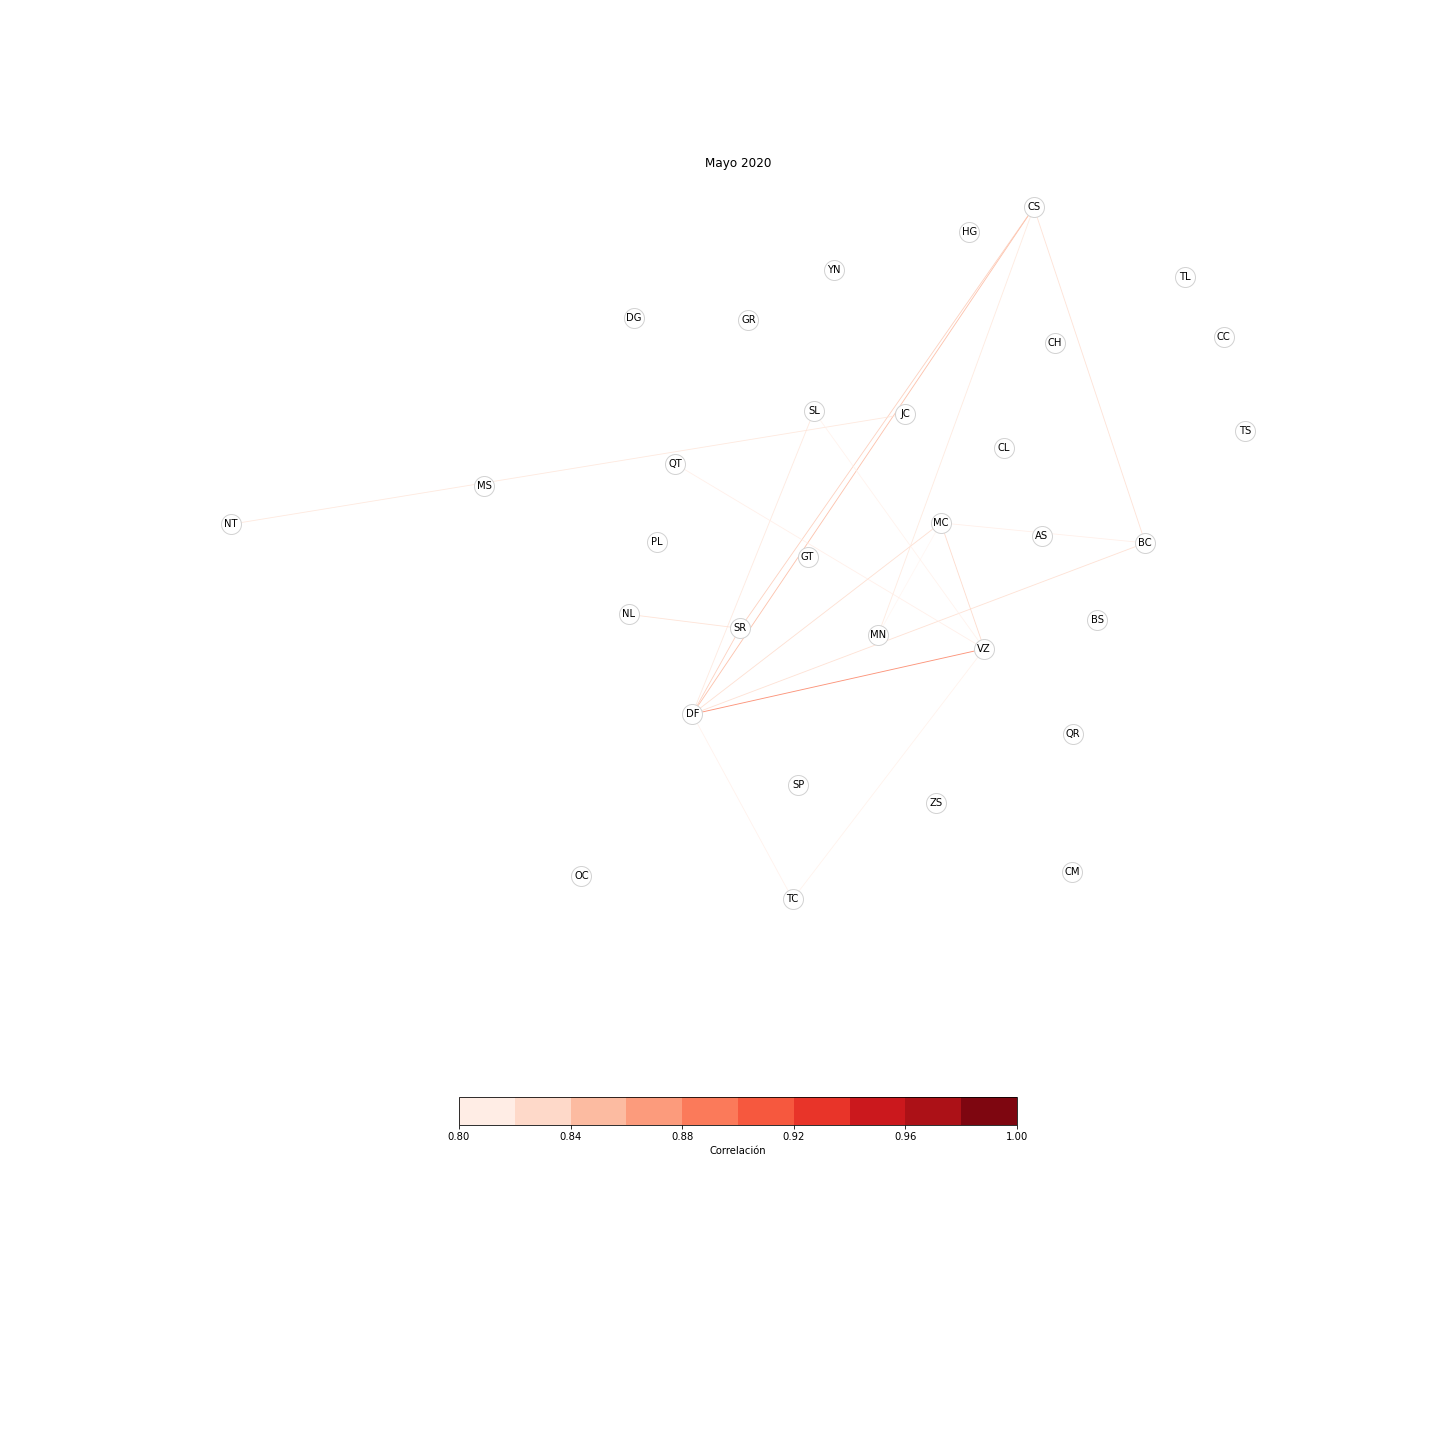 Mayo 2020
CS
HG
YN
TL
DG
GR
CC
CH
SL
JC
TS
CL
QT
MS
NT
MC
AS
PL
BC
GT
NL
BS
SR
MN
VZ
DF
QR
SP
ZS
CM
OC
TC
0.80 0.84 0.88 0.92 0.96 1.00
Correlación